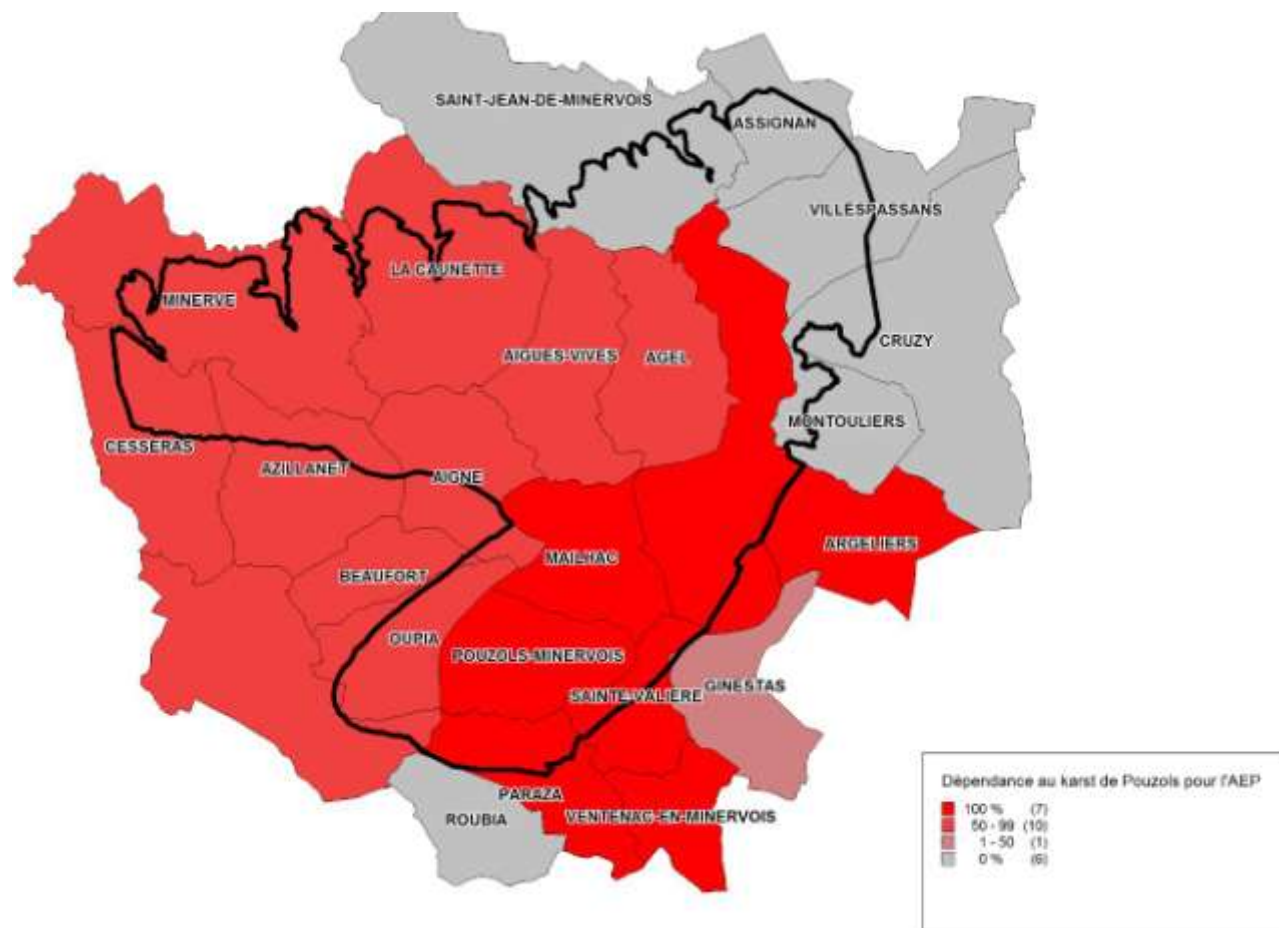 SAINT-JEAN-DE-MINERVOIS
ASSIGNAN
VILLESPASSANS
LA CAUNETTE
MINERVE
CRUZY
AIGUES-VIVES
AGEL
MONTOULIERS
CESSERAS
AZILLANET
AIGNE
ARGELIERS
MAILHAC
BEAUFORT
OUPIA
POUZOLS-MINERVOIS
GINESTAS
SAINTE-VALIERE
PARAZA
ROUBIA
VENTENAC-EN-MINERVOIS
Dépendance au karst de Pouzols pour l'AEP
100 % (7)
50 - 99 (10)
1 - 50 (1)
0 % (6)